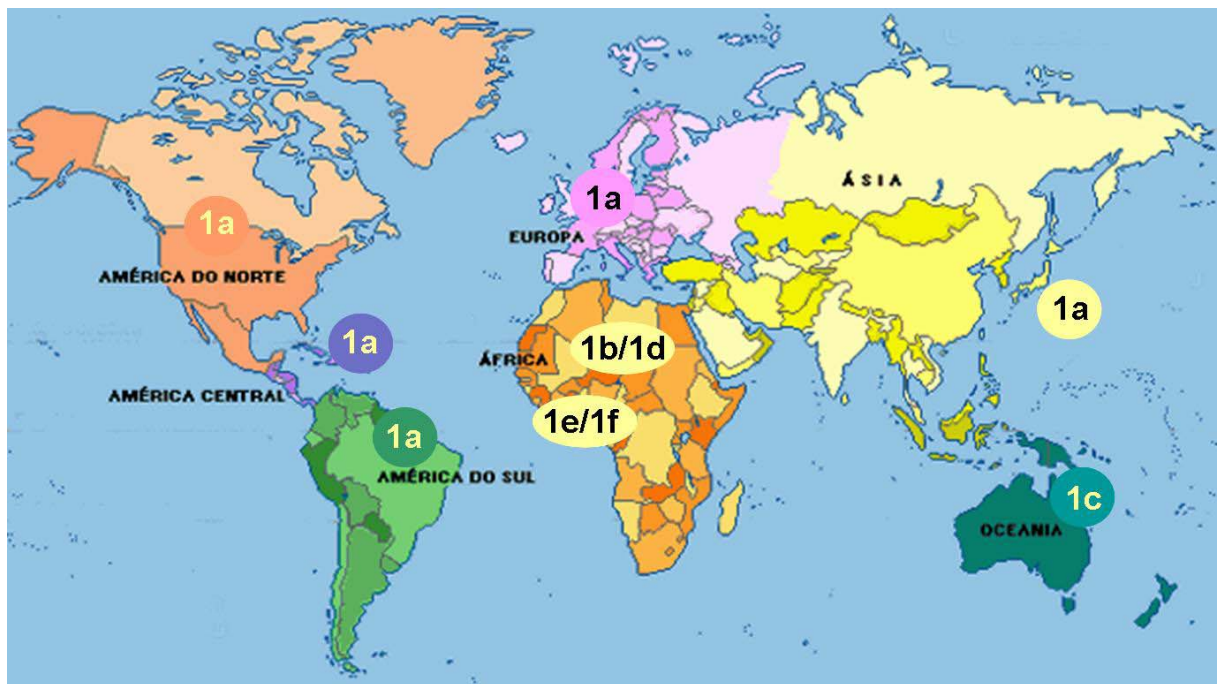 ÁSIA
1a
1a
EUROPA
AMÉRICA DO NORTE
1a
1a
1b/1d
ÁFRICA
AMÉRICA CENTRAL
1e/1f
1a
AMÉRICA DO SUL
1c
OCEANIA